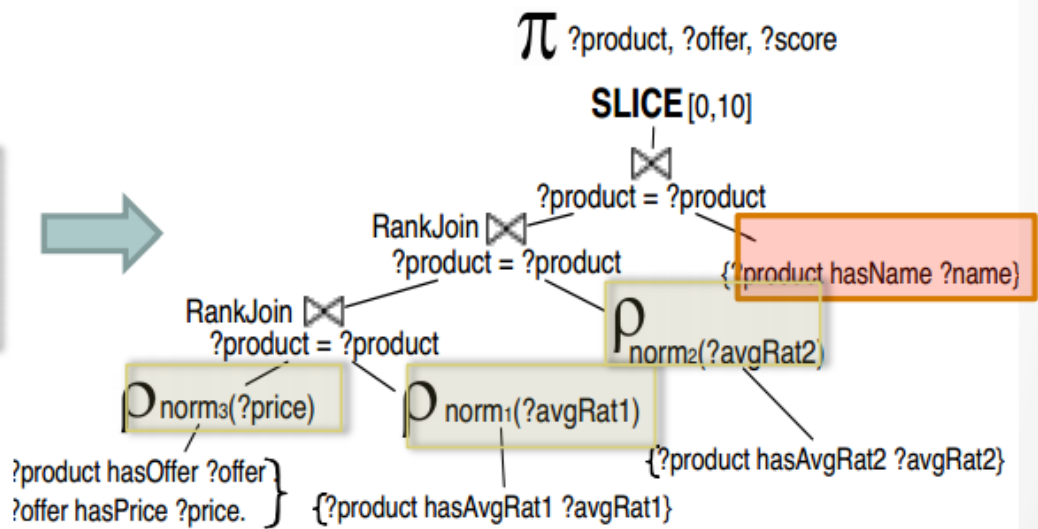 π ?product, ?offer, ?score
SLICE [0,10]
?product = ?product
RankJoin
?product = ?product
{?product hasName ?name}
RankJoin
?product = ?product
ρ norm₂(?avgRat2)
ρ norm₃(?price)
ρ norm₁(?avgRat1)
?product hasOffer ?offer
?offer hasPrice ?price. }
{?product hasAvgRat2 ?avgRat2}
{?product hasAvgRat1 ?avgRat1}